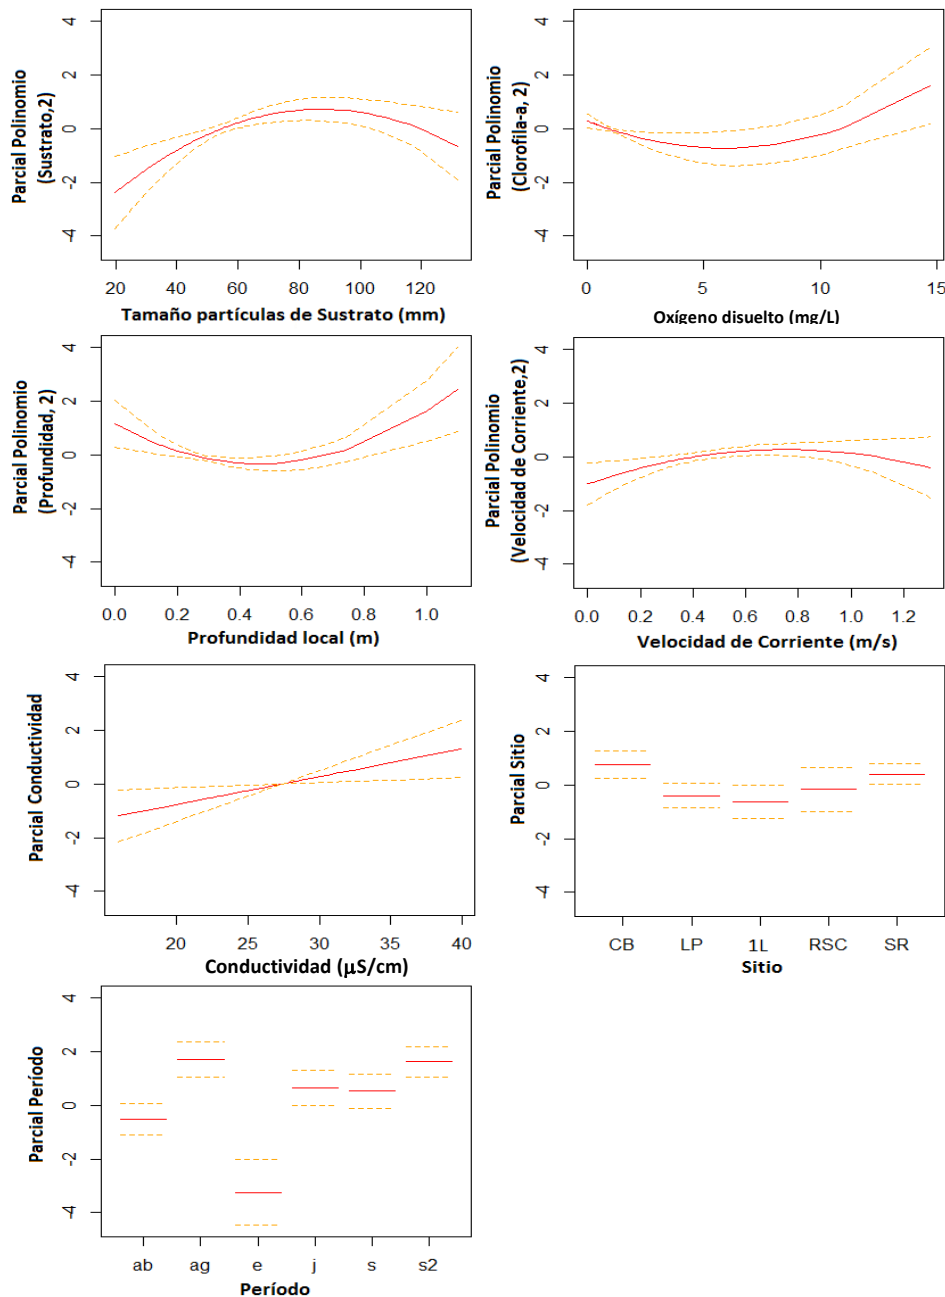 Parcial Polinomio
(Sustrato,2)
4
2
0
-2
-4
20 40 60 80 100 120
Tamaño partículas de Sustrato (mm)
Parcial Polinomio
(Clorofila-a, 2)
4
2
0
-2
-4
0 5 10 15
Oxígeno disuelto (mg/L)
Parcial Polinomio
(Profundidad, 2)
4
2
0
-2
-4
0.0 0.2 0.4 0.6 0.8 1.0
Profundidad local (m)
Parcial Polinomio
(Velocidad de Corriente,2)
4
2
0
-2
-4
0.0 0.2 0.4 0.6 0.8 1.0 1.2
Velocidad de Corriente (m/s)
Parcial Conductividad
4
2
0
-2
-4
20 25 30 35 40
Conductividad (μS/cm)
Parcial Sitio
4
2
0
-2
-4
CB LP 1L RSC SR
Sitio
Parcial Período
4
2
0
-2
-4
ab ag e j s s2
Período